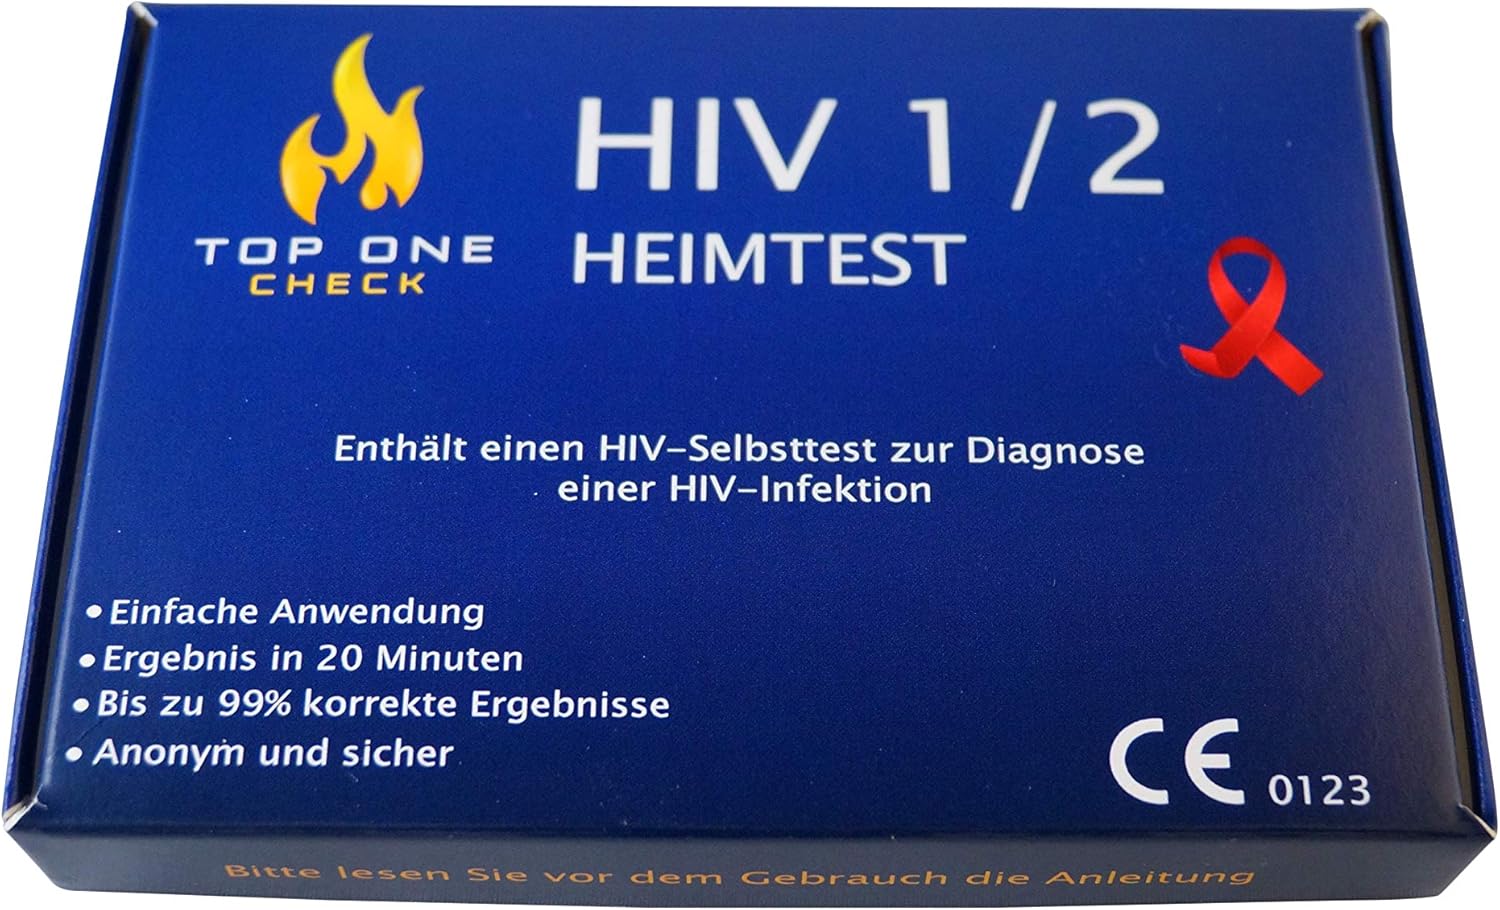 TOP ONE
CHECK
HIV 1 / 2
HEIMTEST
Enthält einen HIV-Selbsttest zur Diagnose
einer HIV-Infektion
• Einfache Anwendung
• Ergebnis in 20 Minuten
• Bis zu 99% korrekte Ergebnisse
• Anonym und sicher
CE 0123
Bitte lesen Sie vor dem Gebrauch die Anleitung